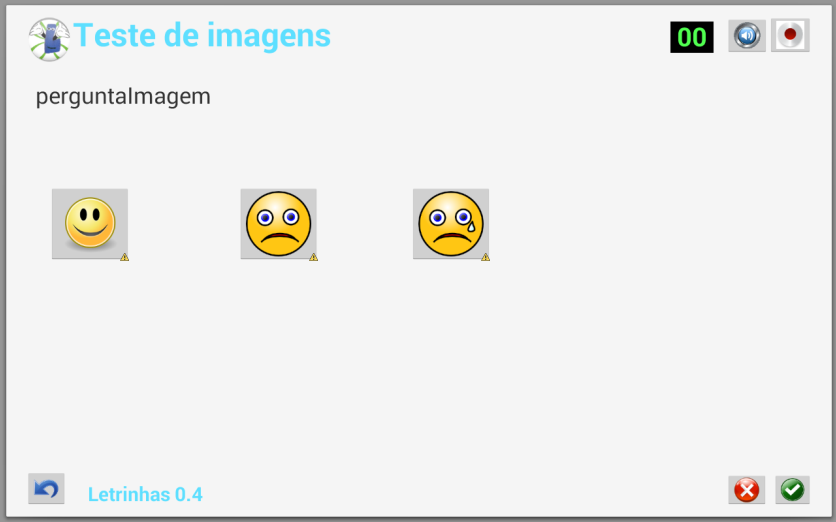 Teste de imagens
00
perguntaImagem
Letrinhas 0.4